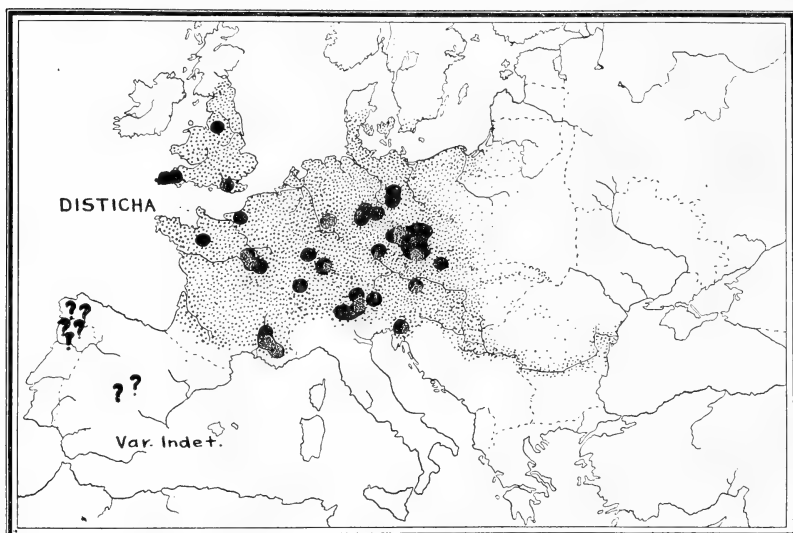 DISTICHA
? ?
? ?
?
? ?
Var. Indet.